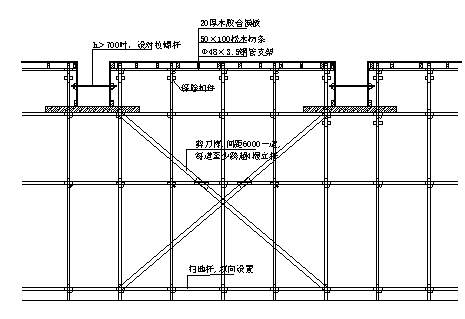 20厚木胶合模板
50×100松木枋条
Φ48×3.5钢管支架
h>700时, 设对拉螺杆
保险扣件
剪刀撑, 间距6000一道,
每道至少跨越4根立杆
扫地杆, 双向设置